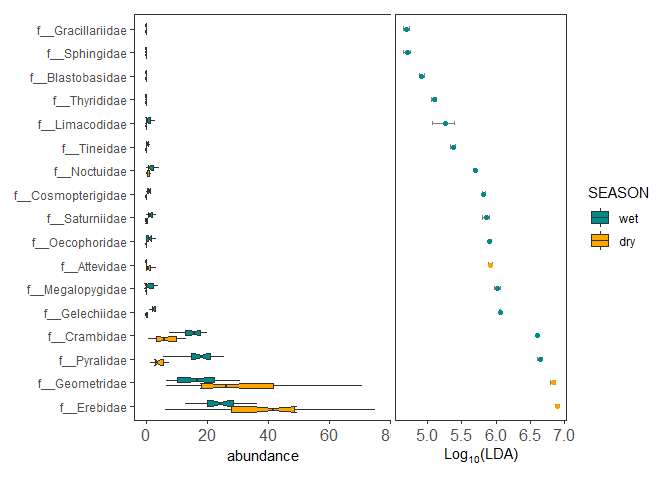 f__Gracillariidae
f__Sphingidae
f__Blastobasidae
f__Thyrididae
f__Limacodidae
f__Tineidae
f__Noctuidae
f__Cosmopterigidae
f__Saturniidae
f__Oecophoridae
f__Attevidae
f__Megalopygidae
f__Gelechiidae
f__Crambidae
f__Pyralidae
f__Geometridae
f__Erebidae
0 20 40 60 8
abundance
5.0 5.5 6.0 6.5 7.0
Log10(LDA)
SEASON
wet
dry